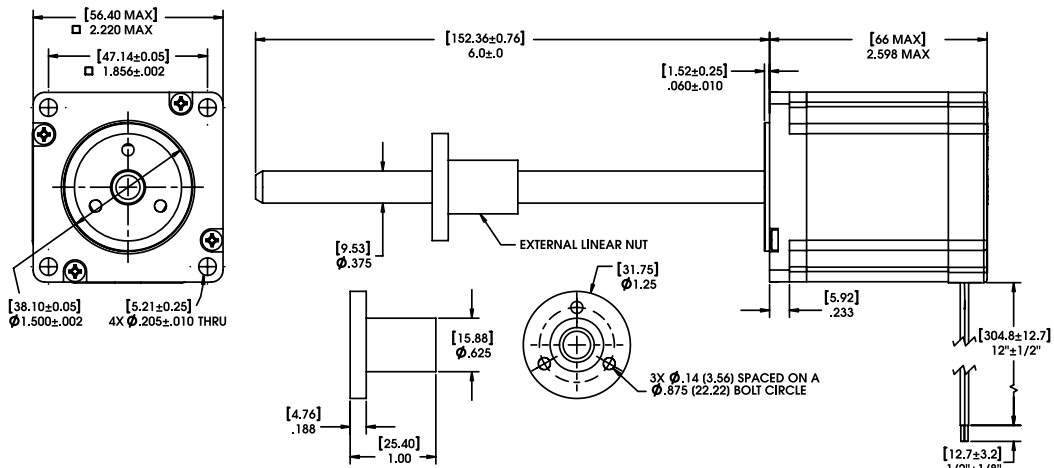 [56.40 MAX]
2.220 MAX
[47.14±0.05]
1.856±.002
[152.36±0.76]
6.0±.0
[66 MAX]
2.598 MAX
[1.52±0.25]
.060±.010
EXTERNAL LINEAR NUT
[9.53]
Ø.375
[38.10±0.05]
Ø1.500±.002
[5.21±0.25]
4X Ø.205±.010 THRU
[31.75]
Ø1.25
[5.92]
.233
[15.88]
Ø.625
[304.8±12.7]
12"±1/2"
3X Ø.14 (3.56) SPACED ON A
Ø.875 (22.22) BOLT CIRCLE
[4.76]
.188
[25.40]
1.00
[12.7±3.2]
1/2"±1/8"